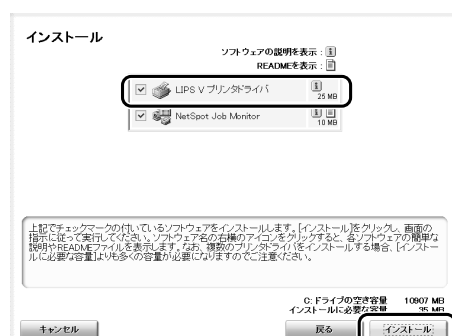 インストール
ソフトウェアの説明を表示：
READMEを表示：
LIPS V プリンタドライバ
25 MB
NetSpot Job Monitor
10 MB
上記でチェックマークの付いているソフトウェアをインストールします。[インストール]をクリックし、画面の
指示に従って実行してください。ソフトウェア名の右横のアイコンをクリックすると、各ソフトウェアの簡単な
説明やREADMEファイルを表示します。なお、複数のプリンタドライバをインストールする場合、[インストー
ルに必要な容量]よりも多くの容量が必要になりますのでご注意ください。
C: ドライブの空き容量 10907 MB
インストールに必要な容量 35 MB
キャンセル
戻る
インストール